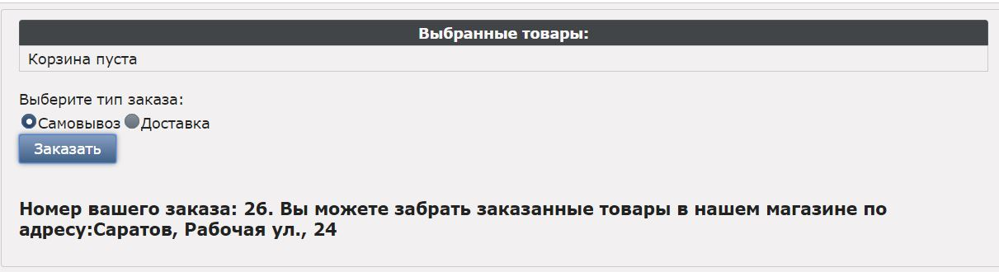 Выбранные товары:
Корзина пуста
Выберите тип заказа:
Самовывоз Доставка
Заказать
Номер вашего заказа: 26. Вы можете забрать заказанные товары в нашем магазине по
адресу:Саратов, Рабочая ул., 24